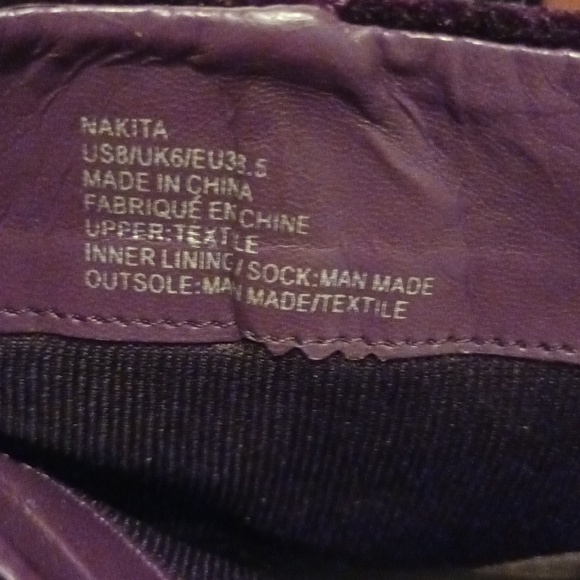 NAKITA
US8/UK6/EU38.5
MADE IN CHINA
FABRIQUÉ EN CHINE
UPPER:TEXTILE
INNER LINING/SOCK:MAN MADE
OUTSOLE:MAN MADE/TEXTILE